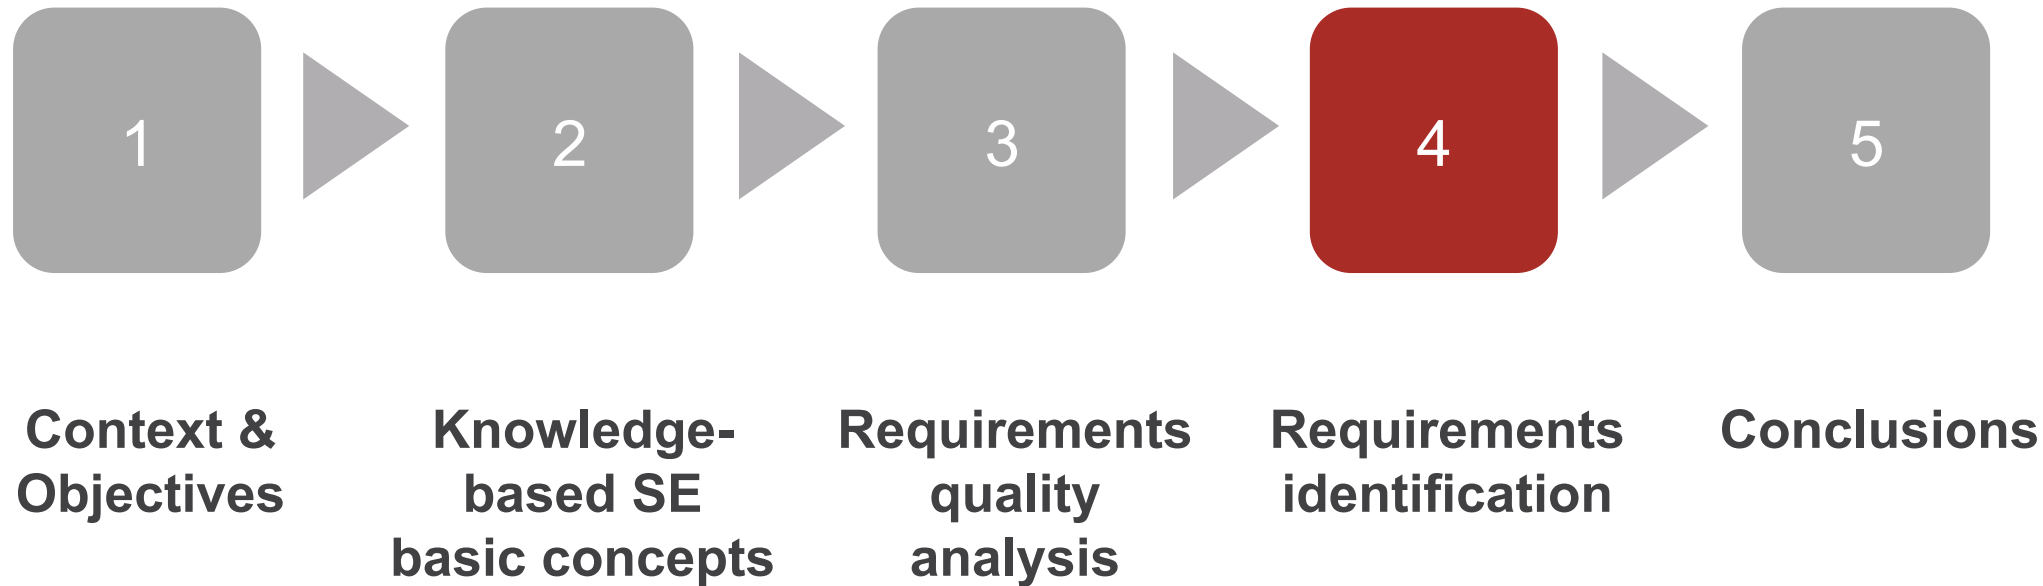 1
2
3
4
5
Context &
Objectives
Knowledge-
based SE
basic concepts
Requirements
quality
analysis
Requirements
identification
Conclusions